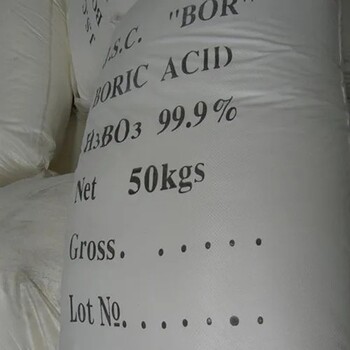 J.S.C. "BOR"
BORIC ACID
H₃BO₃ 99.9%
Net 50kgs
Gross. . . . . .
Lot No. . . . . . .